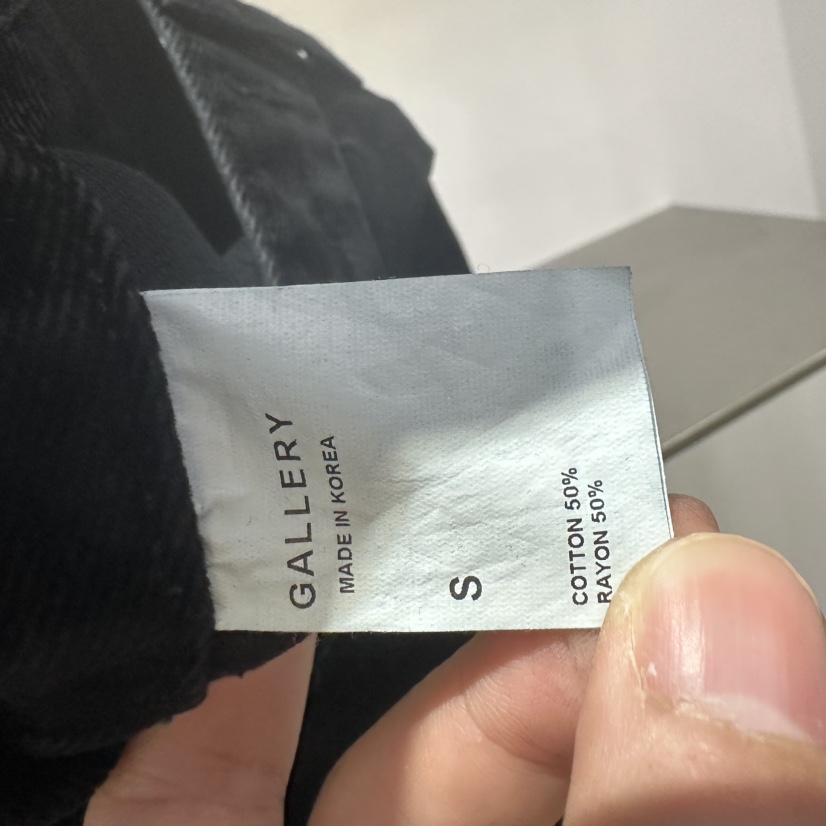 GALLERY
MADE IN KOREA
S
COTTON 50%
RAYON 50%